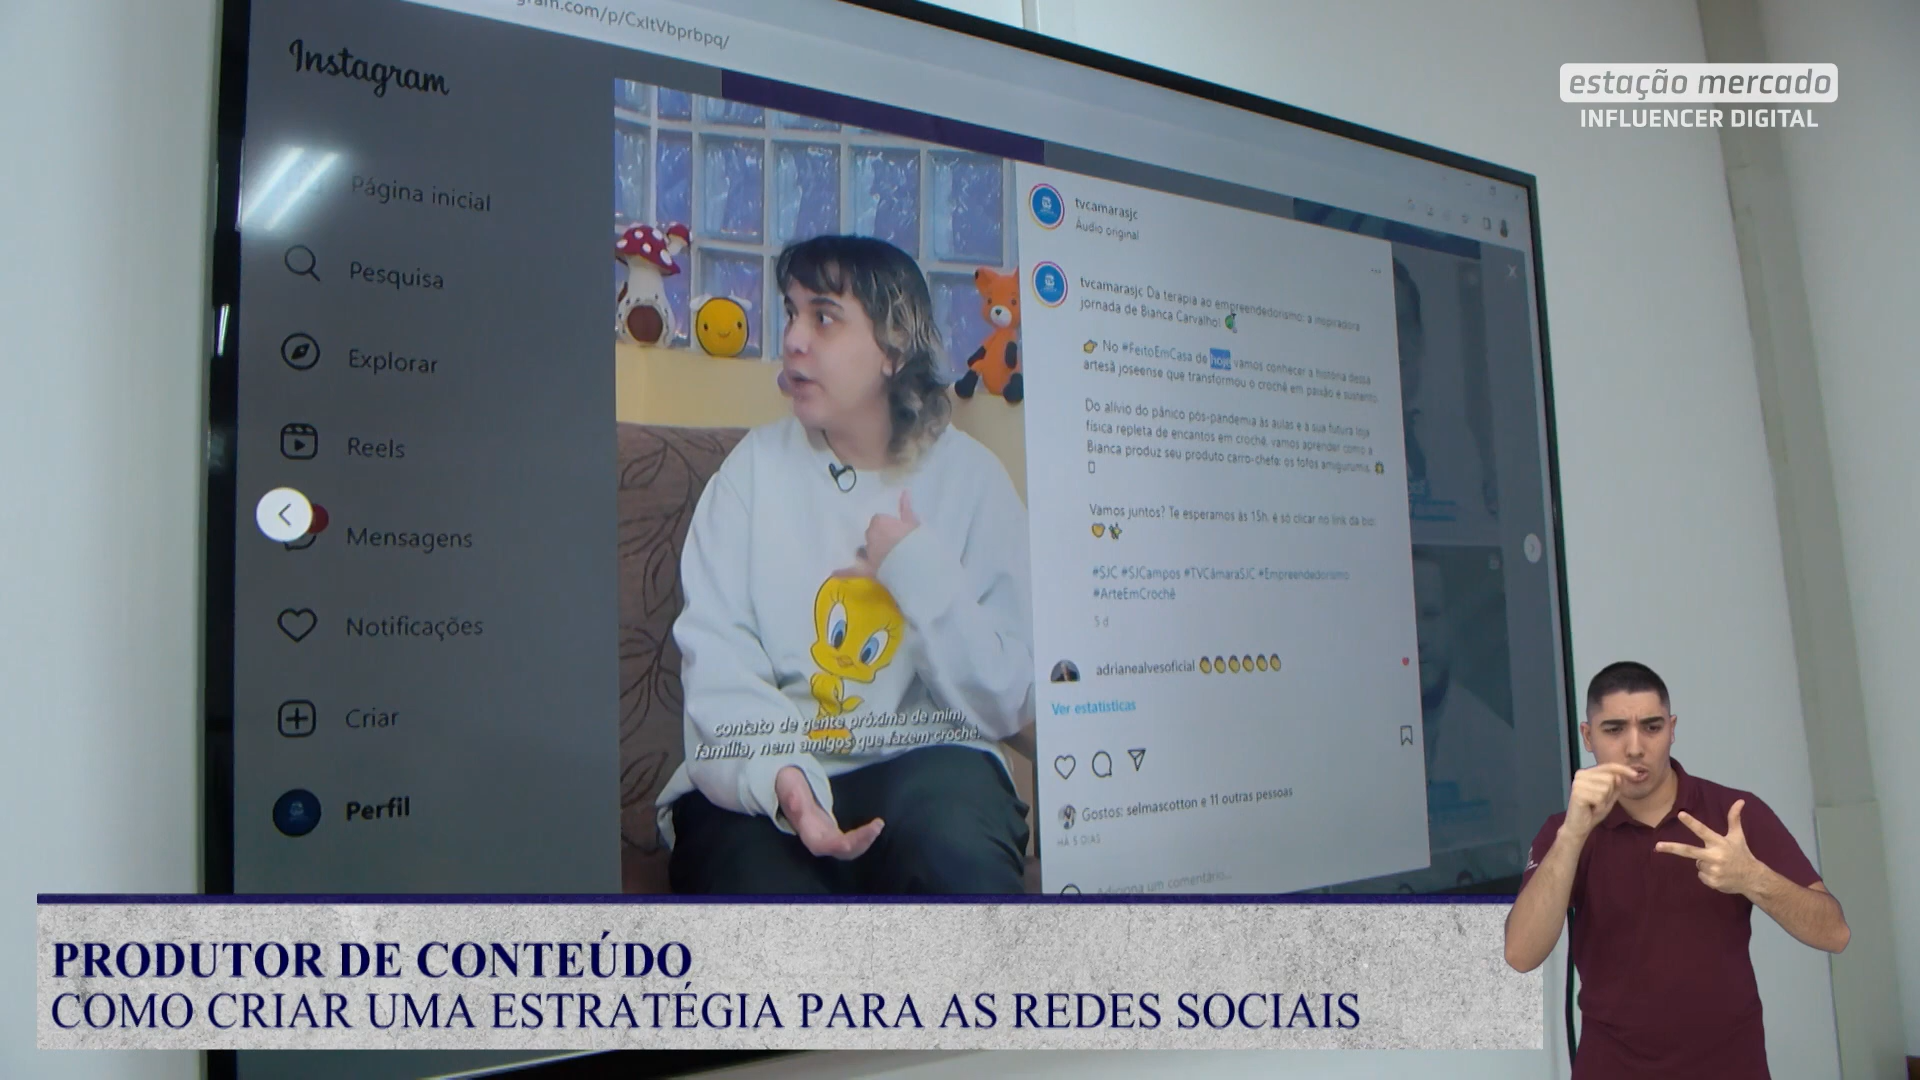 gram.com/p/CxItVbprbpq/
Instagram
Página inicial
Pesquisa
Explorar
Reels
Mensagens
Notificações
Criar
Perfil
contato de gente próxima de mim,
família, nem amigos que fazem crochê.
tvcamarasjc
Áudio original
tvcamarasjc Da terapia ao empreendedorismo: a inspiradora
jornada de Bianca Carvalho!
No #FeitoEmCasa de hoje vamos conhecer a história dessa
artesã joseense que transformou o crochê em paixão e sustento.
Do alívio do pânico pós-pandemia às aulas e à sua futura loja
física repleta de encantos em crochê, vamos aprender como a
Bianca produz seu produto carro-chefe: os fofos amigurumis.
Vamos juntos? Te esperamos às 15h, é só clicar no link da bio.
#SJC #SJCampos #TVCâmaraSJC #Empreendedorismo
#ArteEmCrochê
5 d
adrianealvesoficial
Ver estatísticas
Gostos: selmascotton e 11 outras pessoas
HÁ 5 DIAS
Adiciona um comentário...
estação mercado
INFLUENCER DIGITAL
PRODUTOR DE CONTEÚDO
COMO CRIAR UMA ESTRATÉGIA PARA AS REDES SOCIAIS